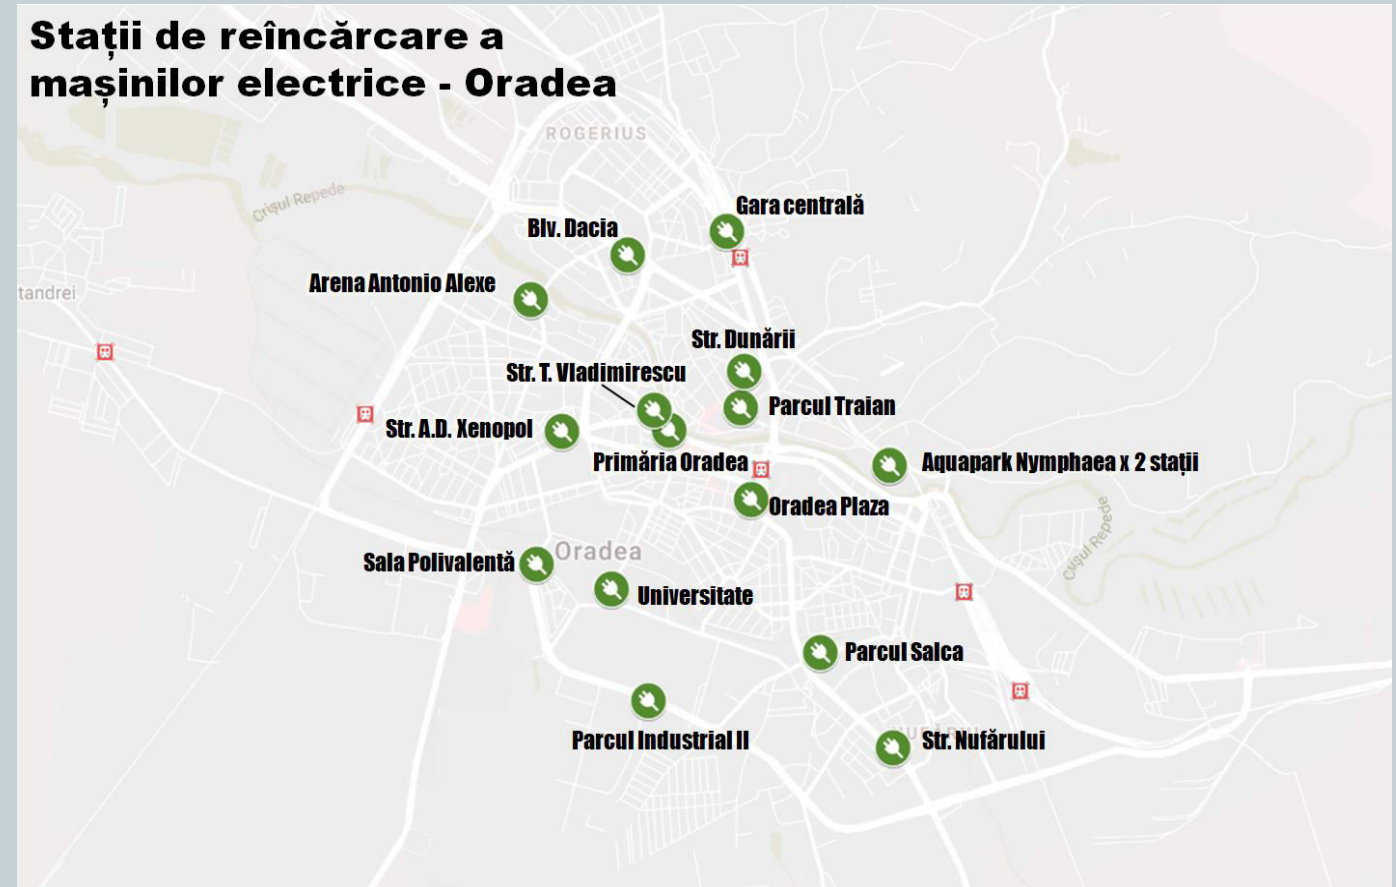 Stații de reîncărcare a
mașinilor electrice - Oradea
ROGERIUS
Crișul Repede
Gara centrală
Blv. Dacia
Arena Antonio Alexe
tandrei
Str. Dunării
Str. T. Vladimirescu
Parcul Traian
Str. A.D. Xenopol
Primăria Oradea
Aquapark Nymphaea x 2 stații
Oradea Plaza
Crișul Repede
Oradea
Sala Polivalentă
Universitate
Parcul Salca
Parcul Industrial II
Str. Nufărului